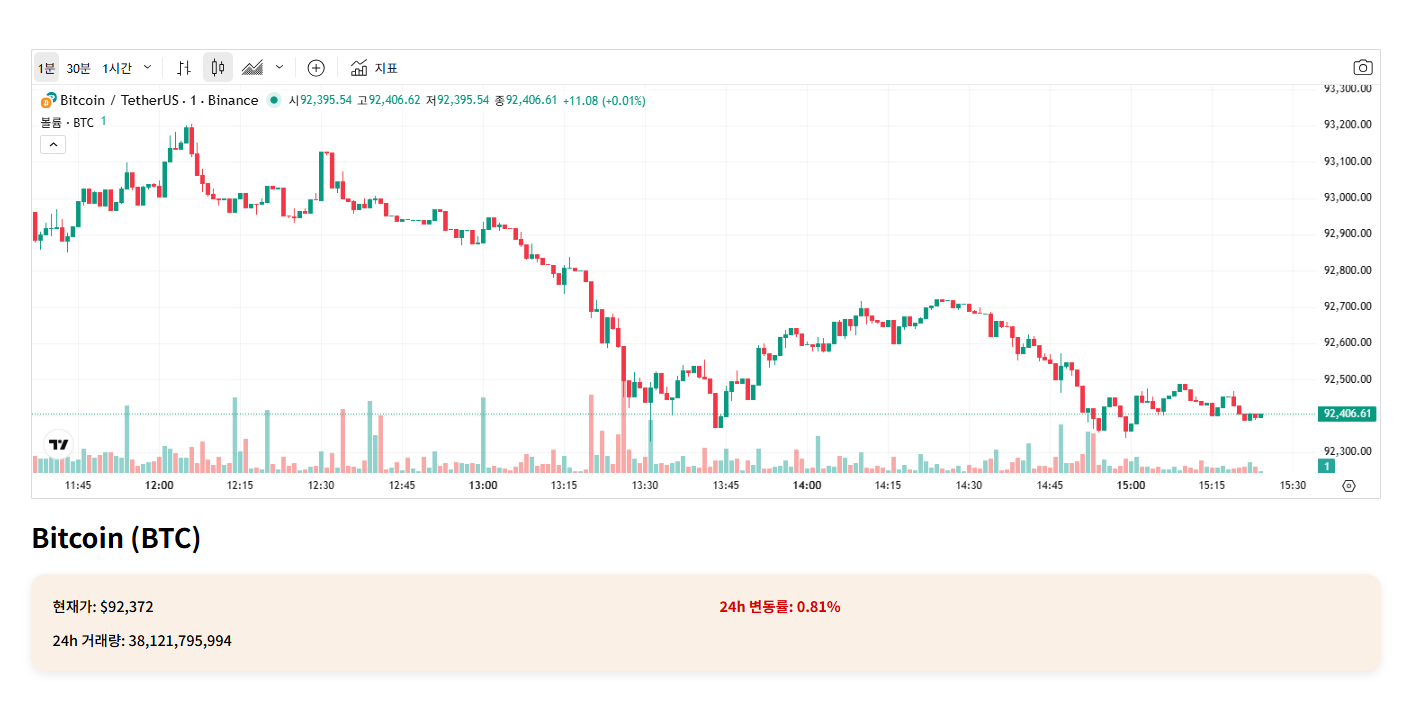 1분 30분 1시간 지표
Bitcoin / TetherUS · 1 · Binance 시92,395.54 고92,406.62 저92,395.54 종92,406.61 +11.08 (+0.01%)
볼륨 · BTC 1
93,300.00
93,200.00
93,100.00
93,000.00
92,900.00
92,800.00
92,700.00
92,600.00
92,500.00
92,406.61
92,300.00
1
11:45 12:00 12:15 12:30 12:45 13:00 13:15 13:30 13:45 14:00 14:15 14:30 14:45 15:00 15:15 15:30
Bitcoin (BTC)
현재가: $92,372 24h 변동률: 0.81%
24h 거래량: 38,121,795,994